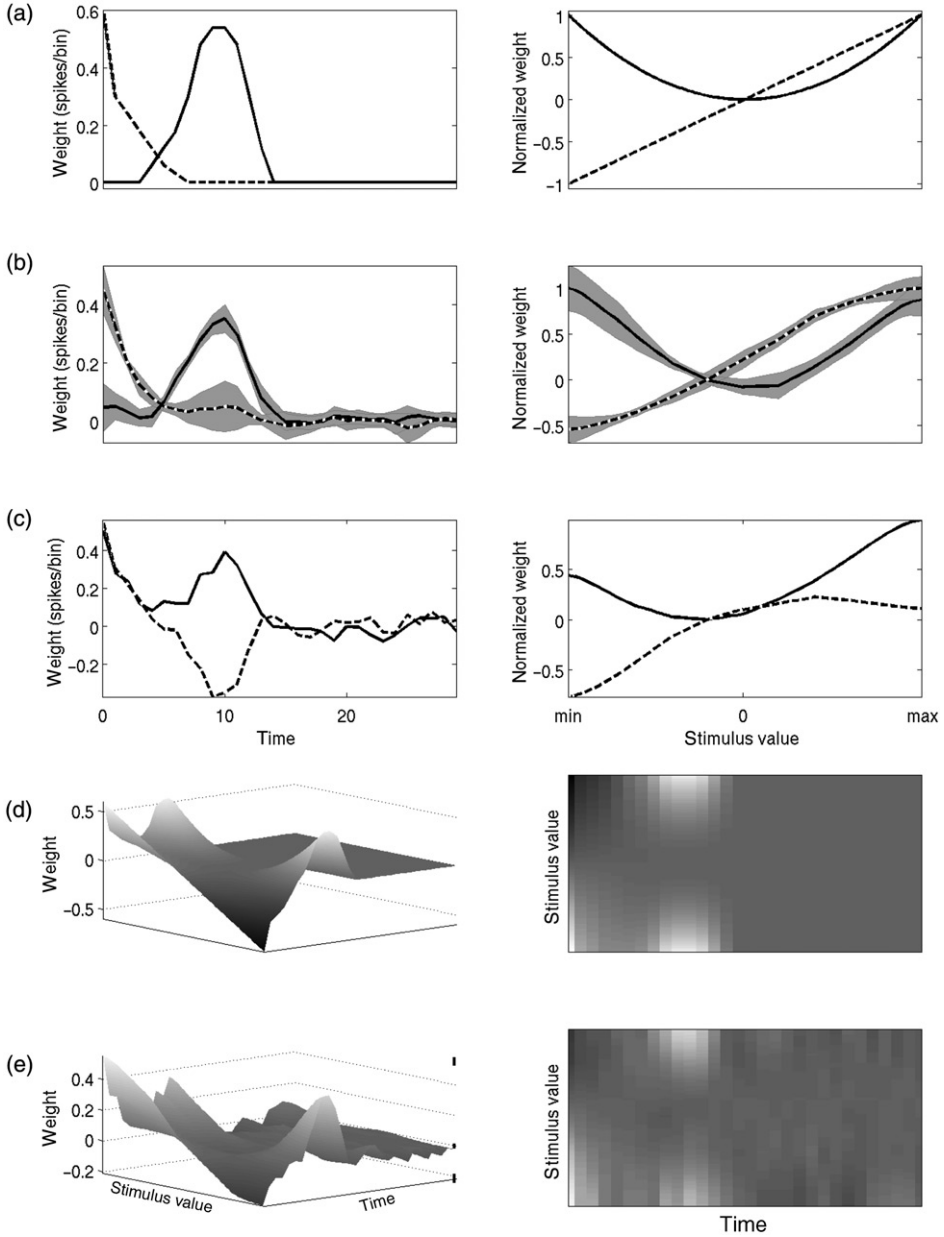 (a)
Weight (spikes/bin)
0.6
0.4
0.2
0
Normalized weight
1
0.5
0
−0.5
−1
(b)
Weight (spikes/bin)
0.4
0.2
0
Normalized weight
1
0.5
0
−0.5
(c)
Weight (spikes/bin)
0.4
0.2
0
−0.2
0
10
20
Time
Normalized weight
0.5
0
−0.5
min
0
max
Stimulus value
(d)
Weight
0.5
0
−0.5
Stimulus value
(e)
Weight
0.4
0.2
0
−0.2
Stimulus value
Time
Stimulus value
Time